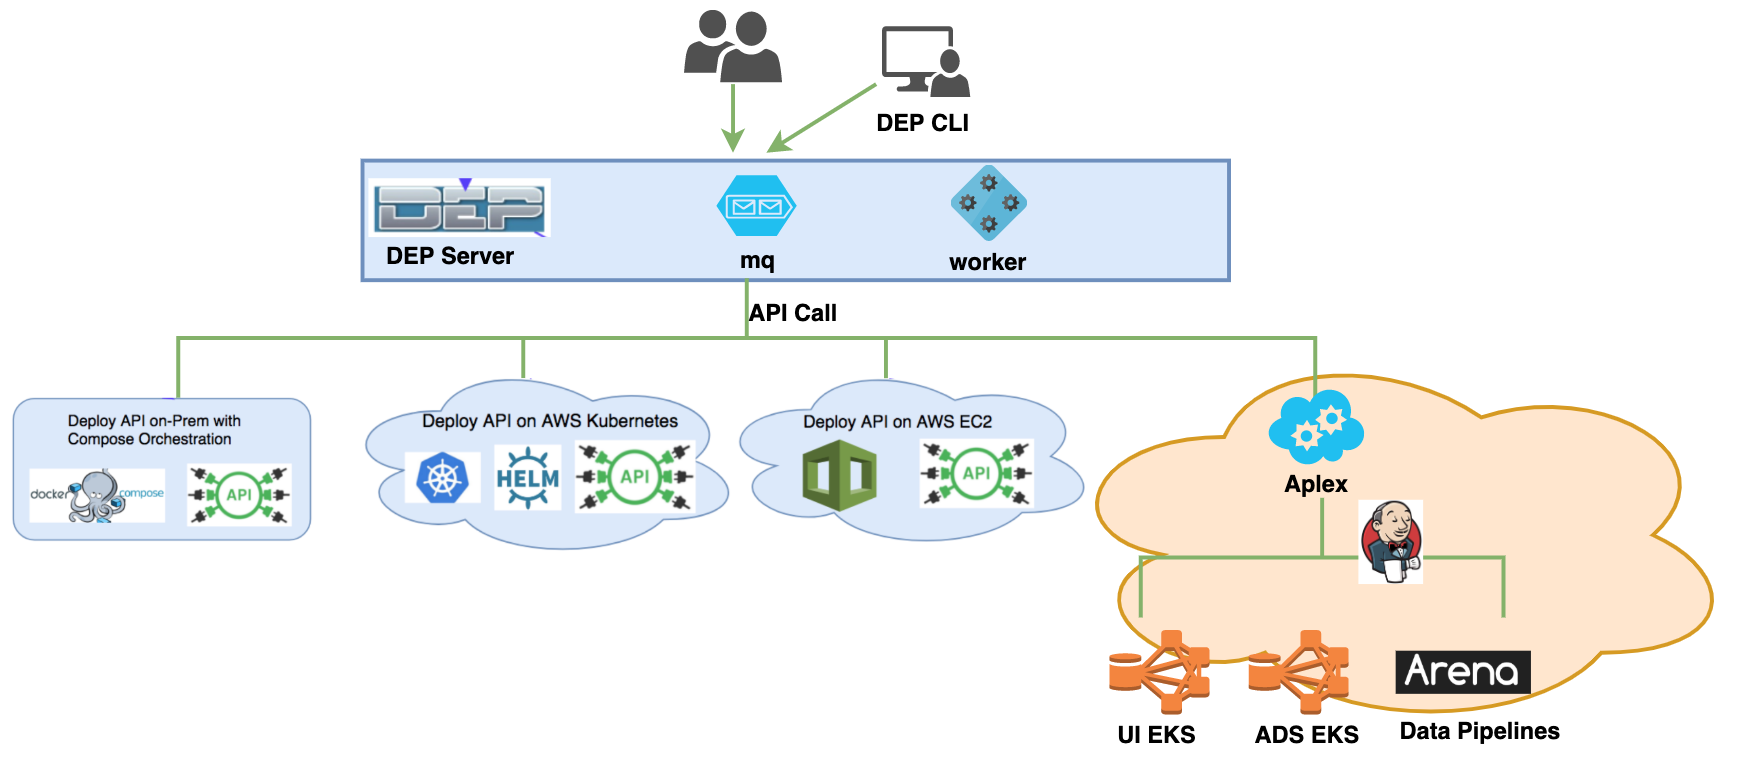 DEP CLI
DEP
DEP Server
mq
worker
API Call
Deploy API on-Prem with
Compose Orchestration
docker compose
API
Deploy API on AWS Kubernetes
HELM
API
Deploy API on AWS EC2
API
Aplex
Arena
UI EKS
ADS EKS
Data Pipelines